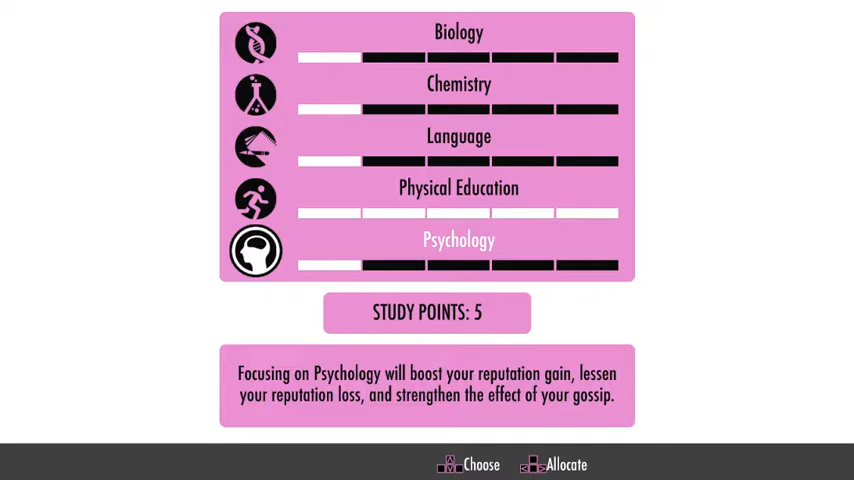 Biology
Chemistry
Language
Physical Education
Psychology
STUDY POINTS: 5
Focusing on Psychology will boost your reputation gain, lessen
your reputation loss, and strengthen the effect of your gossip.
Choose
Allocate